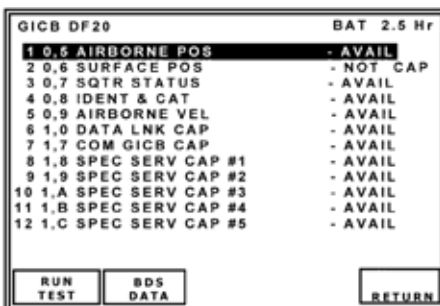 GICB DF20 BAT 2.5 Hr
1 0,5 AIRBORNE POS - AVAIL
2 0,6 SURFACE POS - NOT CAP
3 0,7 SQTR STATUS - AVAIL
4 0,8 IDENT & CAT - AVAIL
5 0,9 AIRBORNE VEL - AVAIL
6 1,0 DATA LNK CAP - AVAIL
7 1,7 COM GICB CAP - AVAIL
8 1,8 SPEC SERV CAP #1 - AVAIL
9 1,9 SPEC SERV CAP #2 - AVAIL
10 1,A SPEC SERV CAP #3 - AVAIL
11 1,B SPEC SERV CAP #4 - AVAIL
12 1,C SPEC SERV CAP #5 - AVAIL
RUN TEST
BDS DATA
RETURN